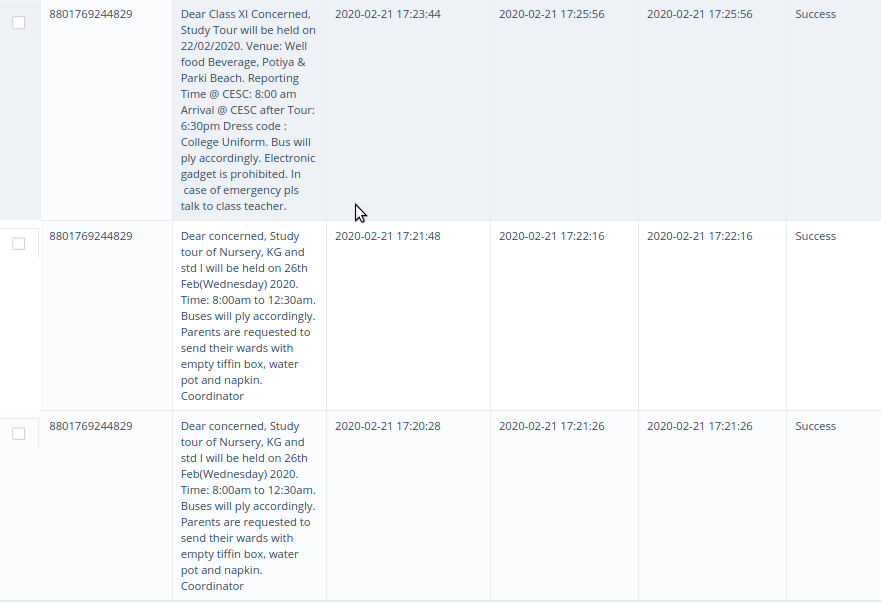 8801769244829
Dear Class XI Concerned,
Study Tour will be held on
22/02/2020. Venue: Well
food Beverage, Potiya &
Parki Beach. Reporting
Time @ CESC: 8:00 am
Arrival @ CESC after Tour:
6:30pm Dress code :
College Uniform. Bus will
ply accordingly. Electronic
gadget is prohibited. In
case of emergency pls
talk to class teacher.
2020-02-21 17:23:44
2020-02-21 17:25:56
2020-02-21 17:25:56
Success
8801769244829
Dear concerned, Study
tour of Nursery, KG and
std I will be held on 26th
Feb(Wednesday) 2020.
Time: 8:00am to 12:30am.
Buses will ply accordingly.
Parents are requested to
send their wards with
empty tiffin box, water
pot and napkin.
Coordinator
2020-02-21 17:21:48
2020-02-21 17:22:16
2020-02-21 17:22:16
Success
8801769244829
Dear concerned, Study
tour of Nursery, KG and
std I will be held on 26th
Feb(Wednesday) 2020.
Time: 8:00am to 12:30am.
Buses will ply accordingly.
Parents are requested to
send their wards with
empty tiffin box, water
pot and napkin.
Coordinator
2020-02-21 17:20:28
2020-02-21 17:21:26
2020-02-21 17:21:26
Success